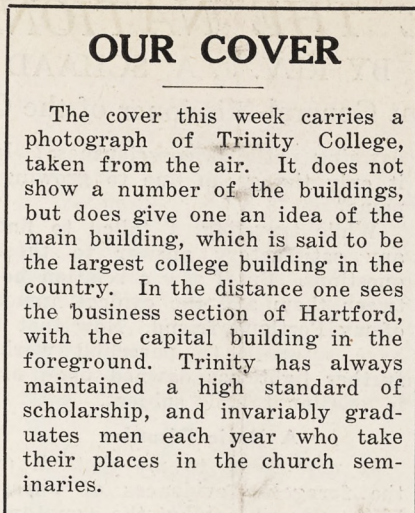 OUR COVER
The cover this week carries a
photograph of Trinity College,
taken from the air. It does not
show a number of the buildings,
but does give one an idea of the
main building, which is said to be
the largest college building in the
country. In the distance one sees
the business section of Hartford,
with the capital building in the
foreground. Trinity has always
maintained a high standard of
scholarship, and invariably grad-
uates men each year who take
their places in the church sem-
inaries.